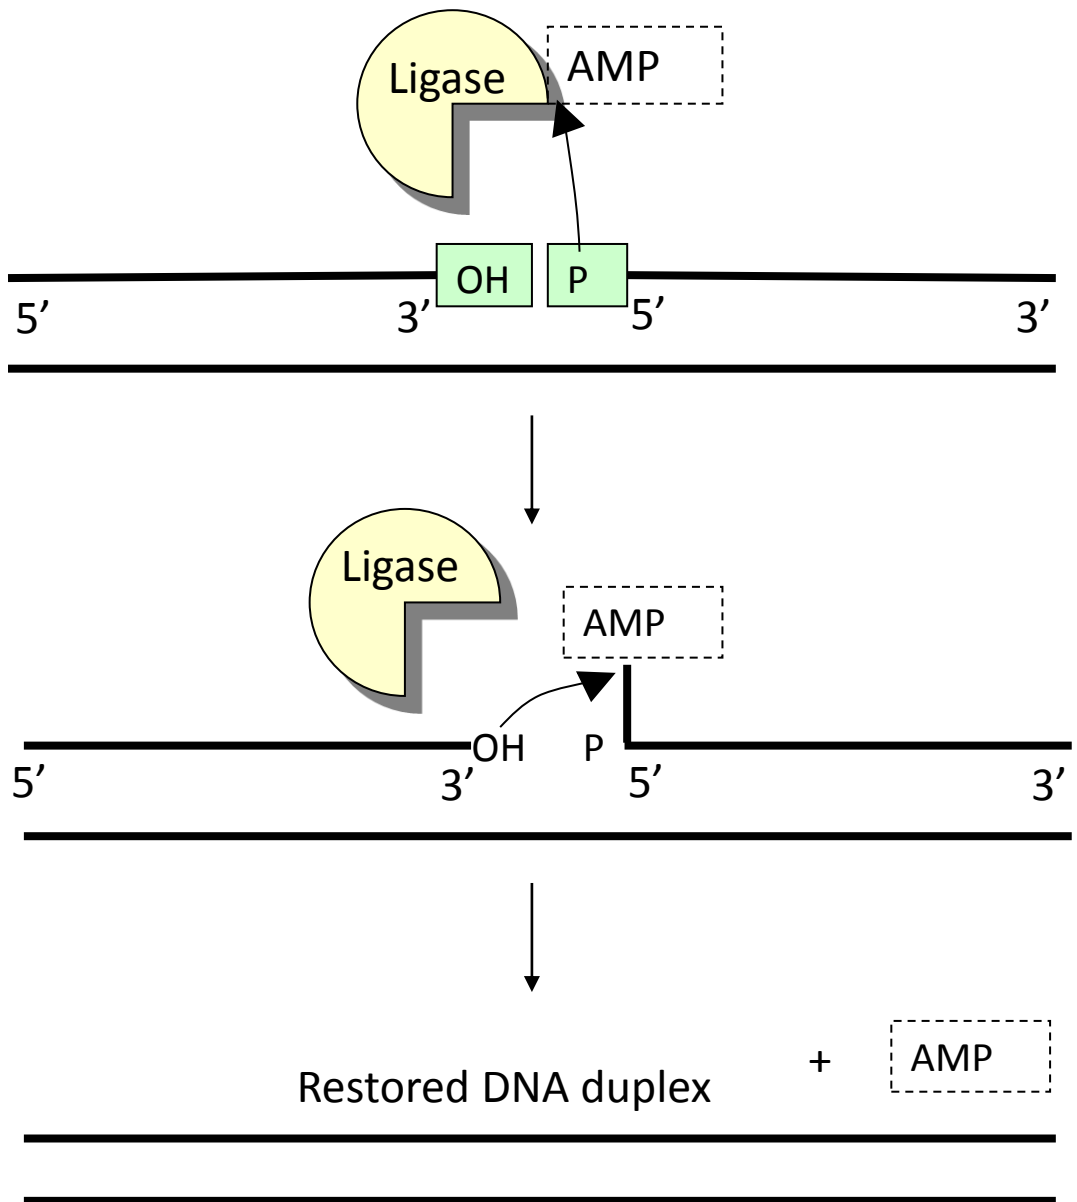 Ligase
AMP
OH P
5’ 3’ 5’ 3’
Ligase
AMP
OH P
5’ 3’ 5’ 3’
+ AMP
Restored DNA duplex